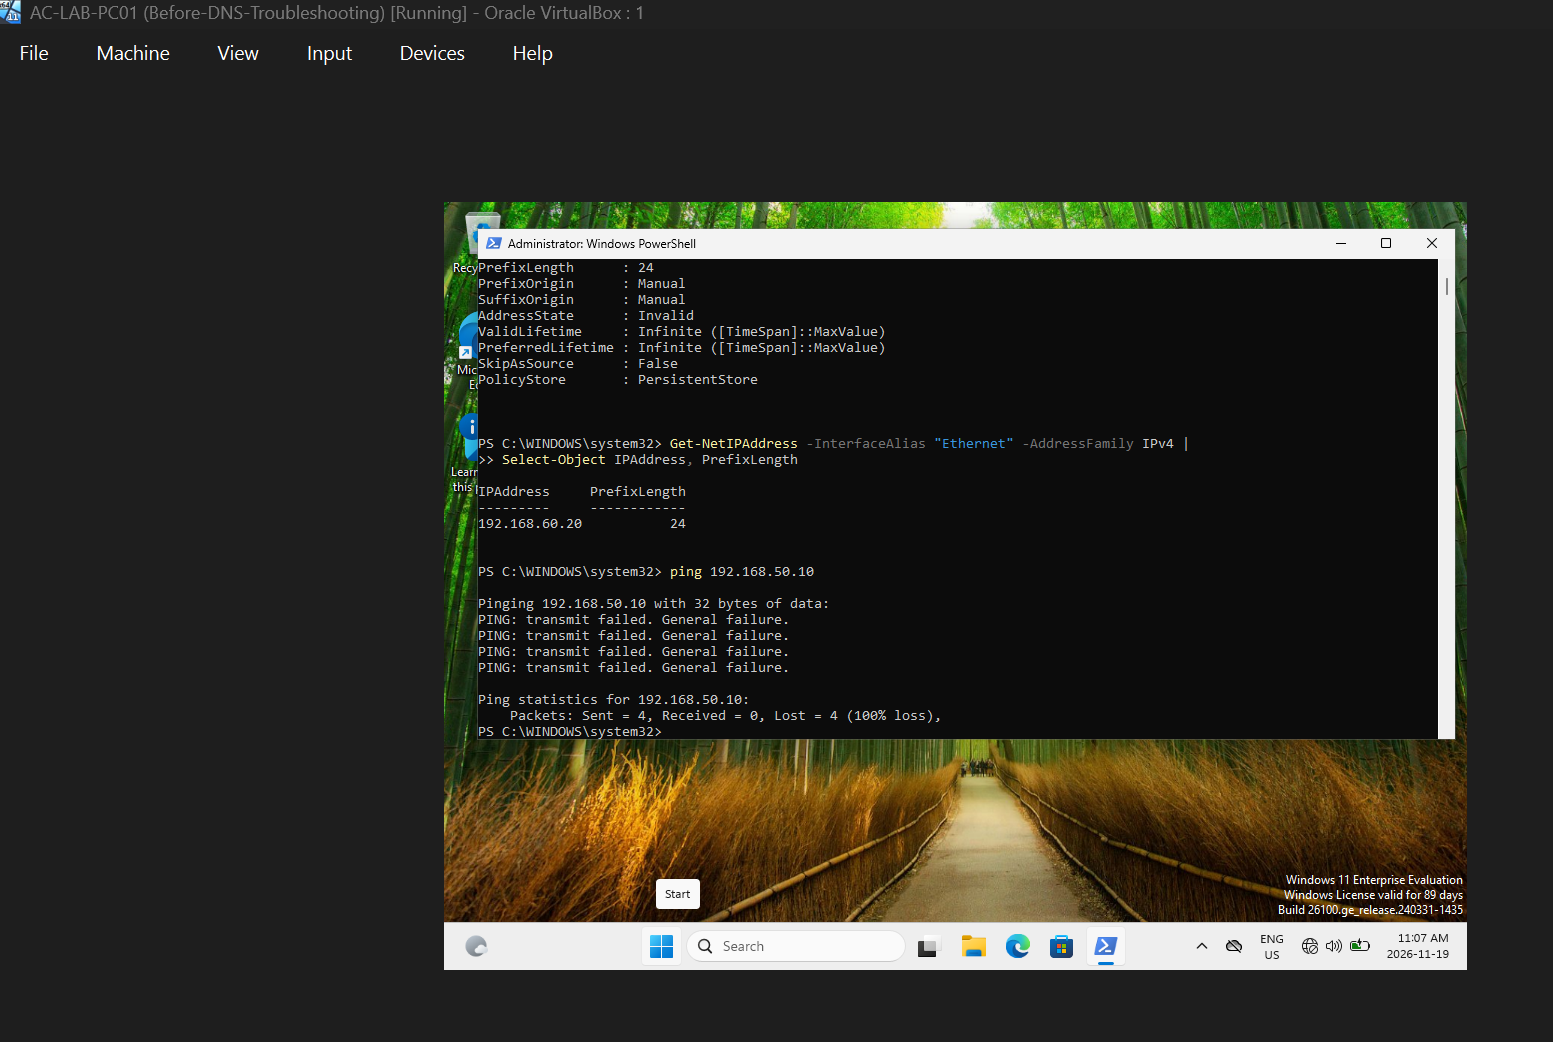 AC-LAB-PC01 (Before-DNS-Troubleshooting) [Running] - Oracle VirtualBox : 1
File Machine View Input Devices Help
Administrator: Windows PowerShell
Recy
Mic
Learn
this
PrefixLength : 24
PrefixOrigin : Manual
SuffixOrigin : Manual
AddressState : Invalid
ValidLifetime : Infinite ([TimeSpan]::MaxValue)
PreferredLifetime : Infinite ([TimeSpan]::MaxValue)
SkipAsSource : False
PolicyStore : PersistentStore
PS C:\WINDOWS\system32> Get-NetIPAddress -InterfaceAlias "Ethernet" -AddressFamily IPv4 |
>> Select-Object IPAddress, PrefixLength
IPAddress PrefixLength
--------- ------------
192.168.60.20 24
PS C:\WINDOWS\system32> ping 192.168.50.10
Pinging 192.168.50.10 with 32 bytes of data:
PING: transmit failed. General failure.
PING: transmit failed. General failure.
PING: transmit failed. General failure.
PING: transmit failed. General failure.
Ping statistics for 192.168.50.10:
Packets: Sent = 4, Received = 0, Lost = 4 (100% loss),
PS C:\WINDOWS\system32>
Start
Windows 11 Enterprise Evaluation
Windows License valid for 89 days
Build 26100.ge_release.240331-1435
Search
ENG
US
11:07 AM
2026-11-19